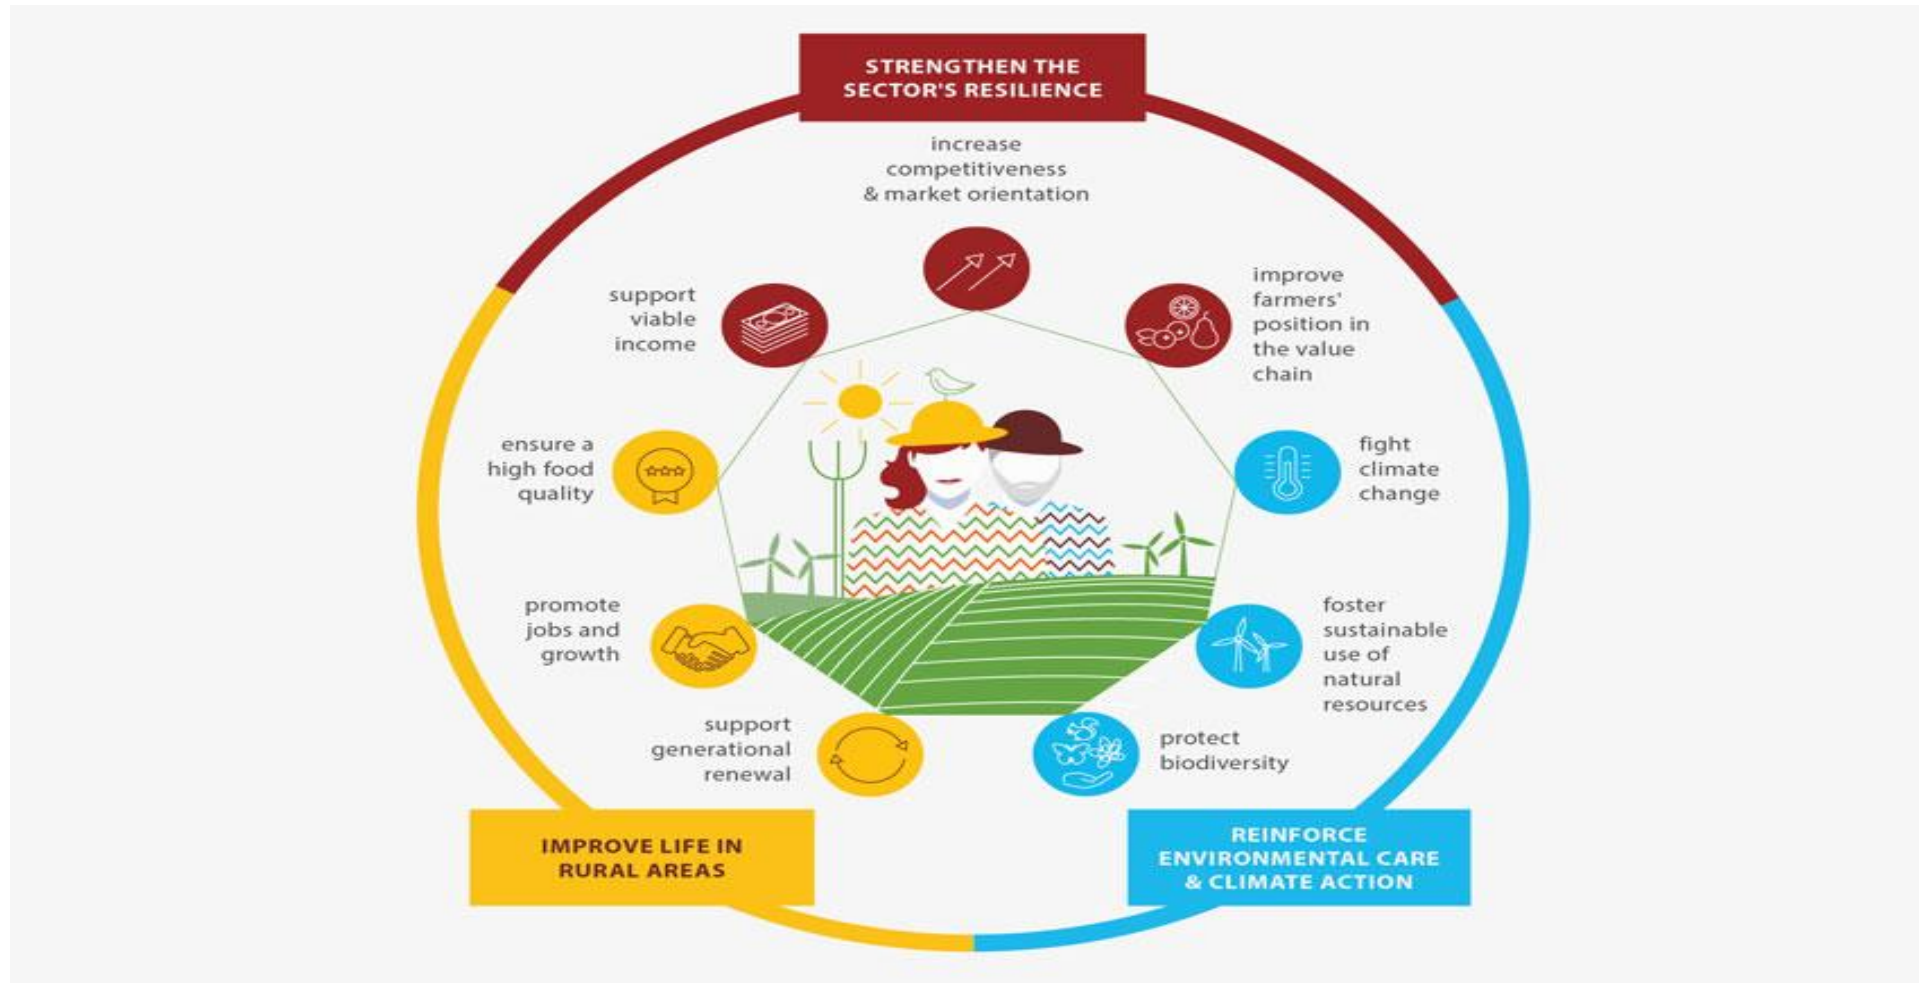 STRENGTHEN THE
SECTOR'S RESILIENCE
increase
competitiveness
& market orientation
support
viable
income
improve
farmers'
position in
the value
chain
ensure a
high food
quality
fight
climate
change
promote
jobs and
growth
foster
sustainable
use of
natural
resources
support
generational
renewal
protect
biodiversity
IMPROVE LIFE IN
RURAL AREAS
REINFORCE
ENVIRONMENTAL CARE
& CLIMATE ACTION